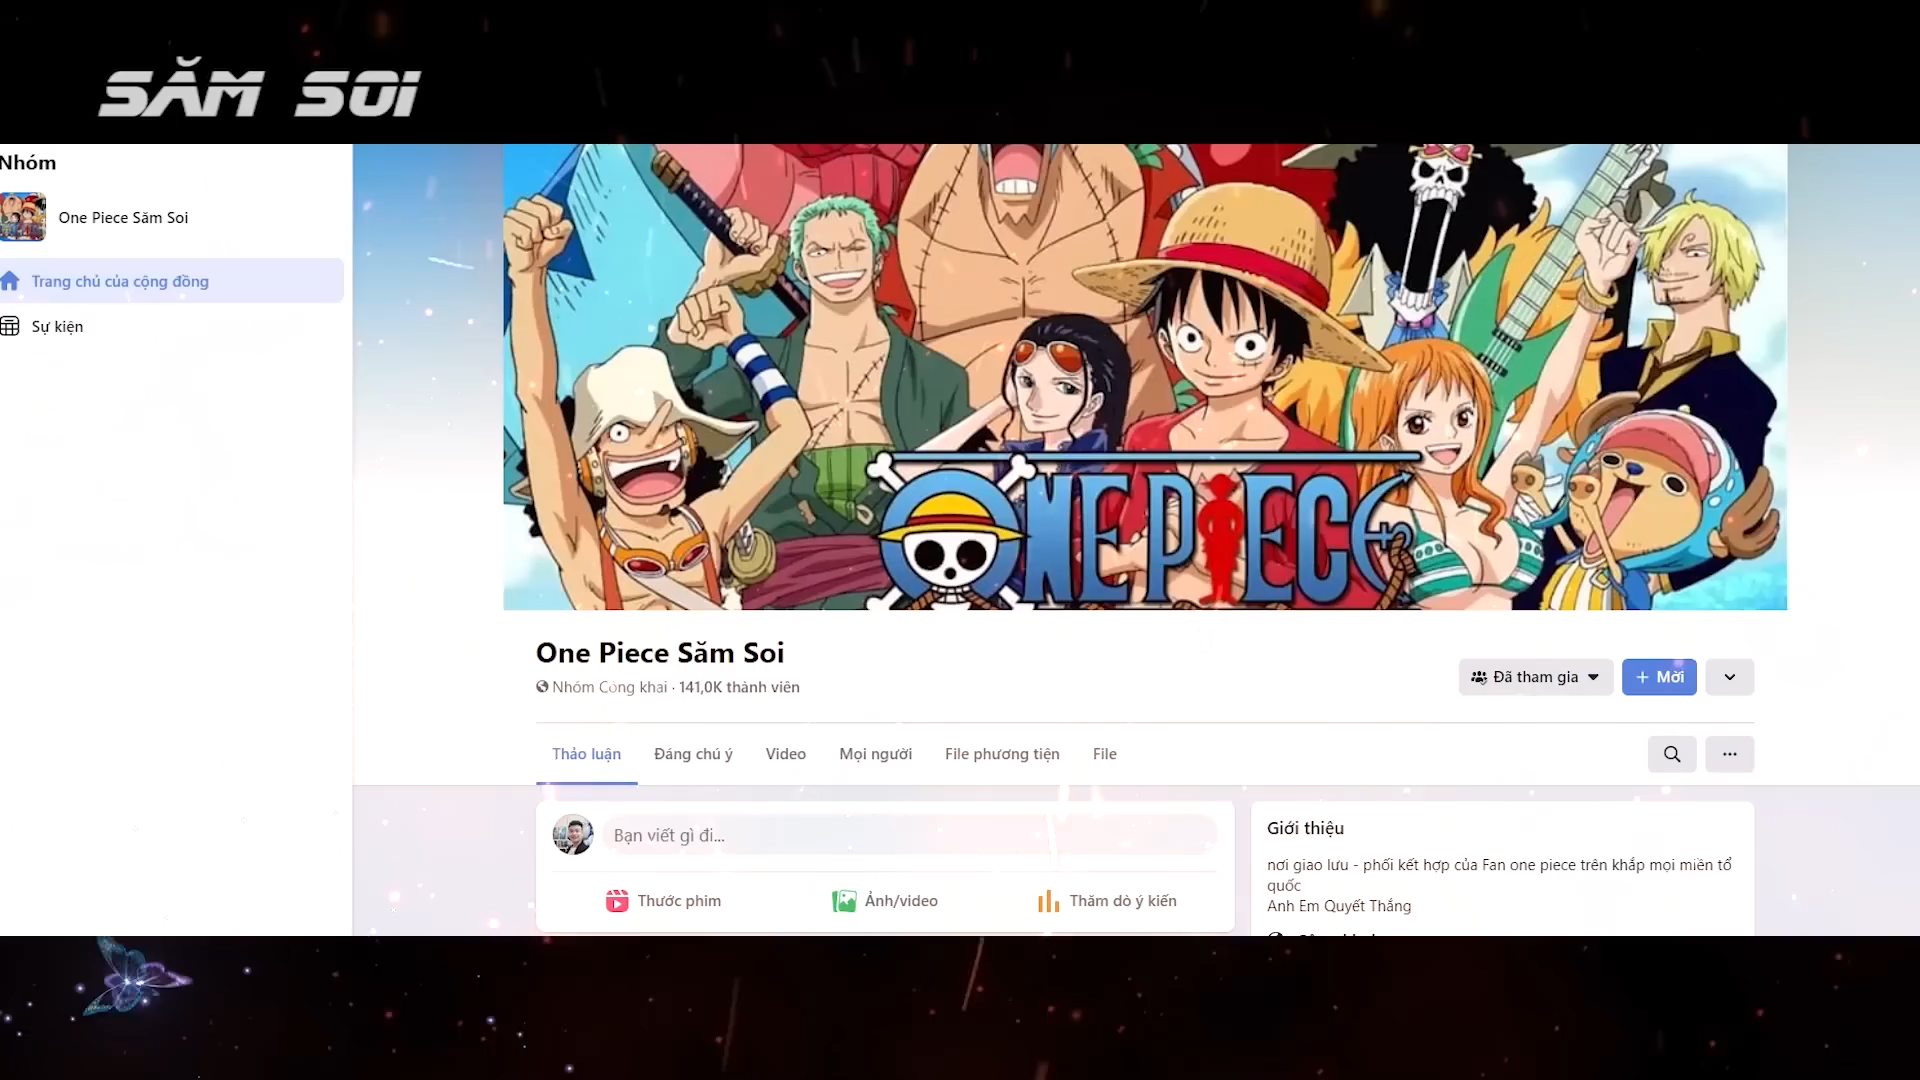 SĂM SOI
Nhóm
One Piece Săm Soi
Trang chủ của cộng đồng
Sự kiện
ONE PIECE
One Piece Săm Soi
Nhóm Công khai · 141,0K thành viên
Đã tham gia
+ Mời
Thảo luận Đáng chú ý Video Mọi người File phương tiện File
Bạn viết gì đi...
Thước phim Ảnh/video Thăm dò ý kiến
Giới thiệu
nơi giao lưu - phối kết hợp của Fan one piece trên khắp mọi miền tổ
quốc
Anh Em Quyết Thắng